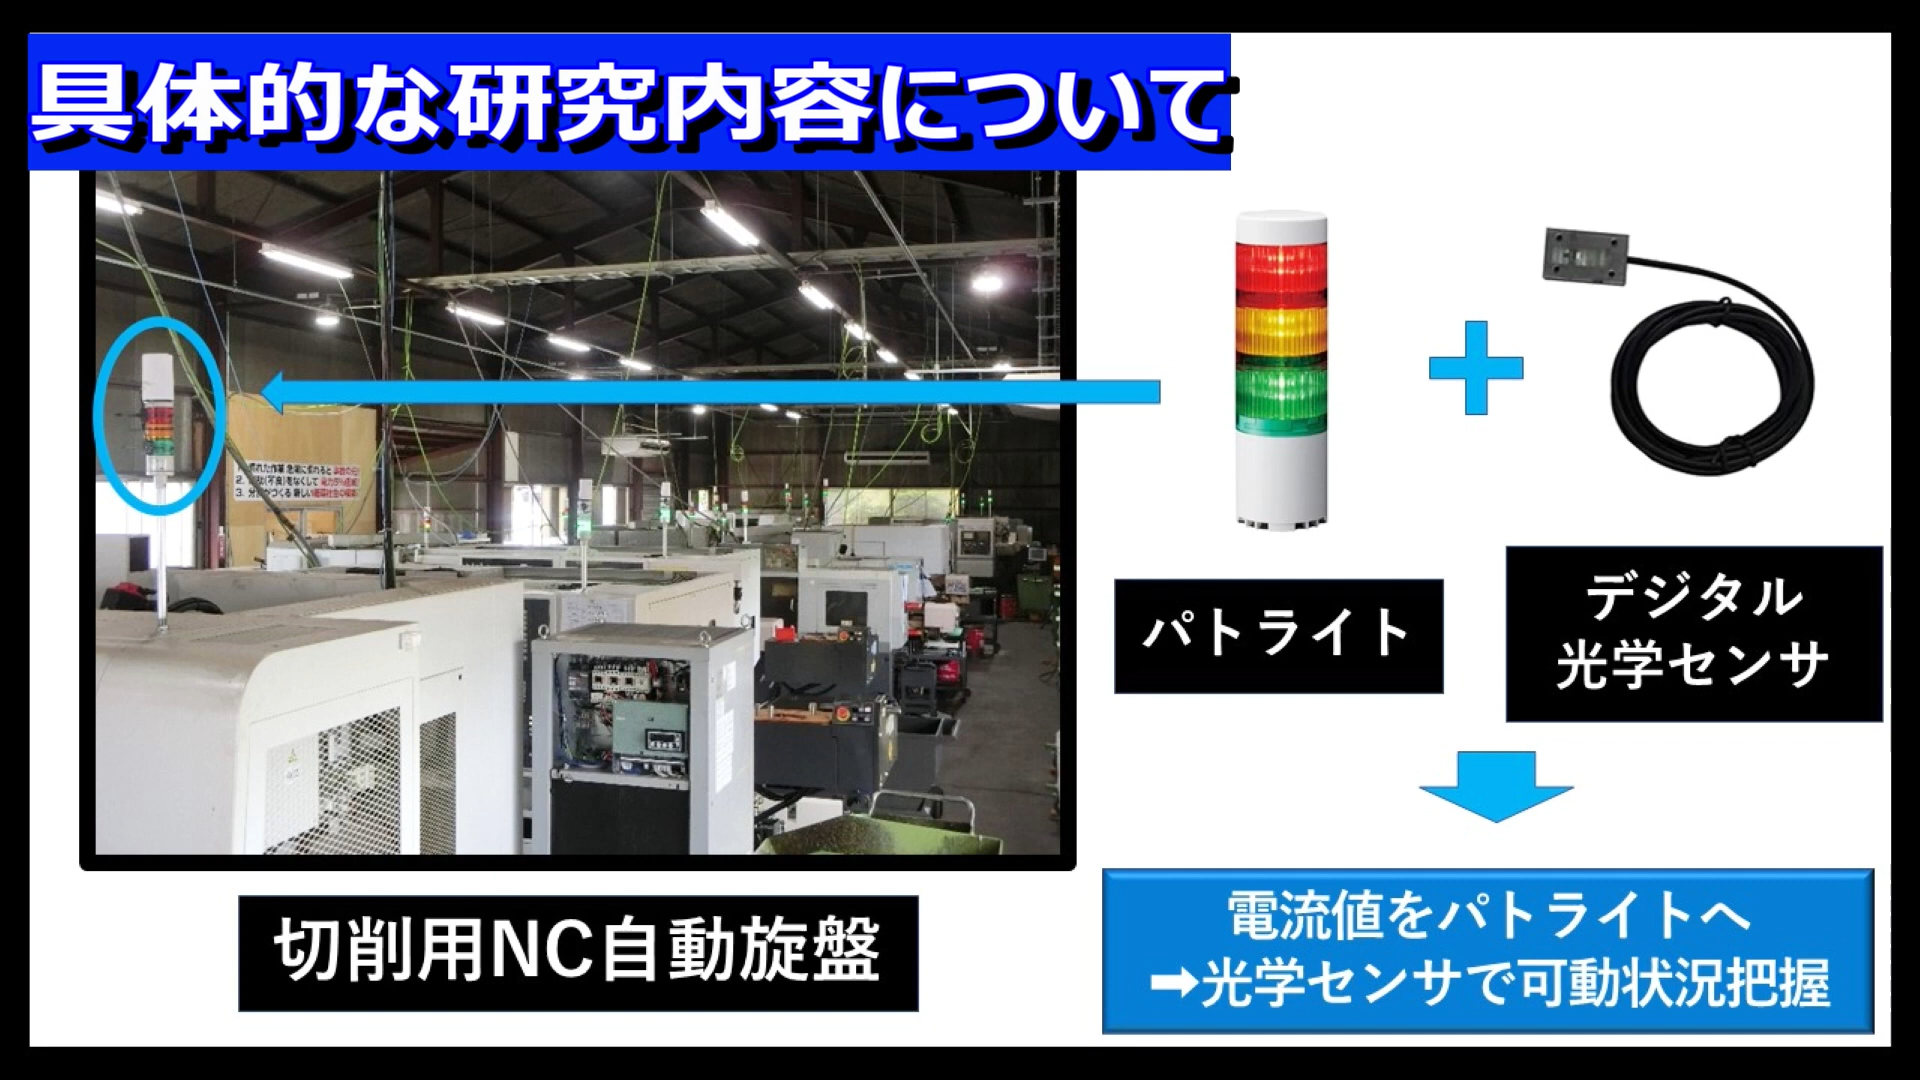 具体的な研究内容について
パトライト
デジタル
光学センサ
切削用NC自動旋盤
電流値をパトライトへ
➡光学センサで可動状況把握